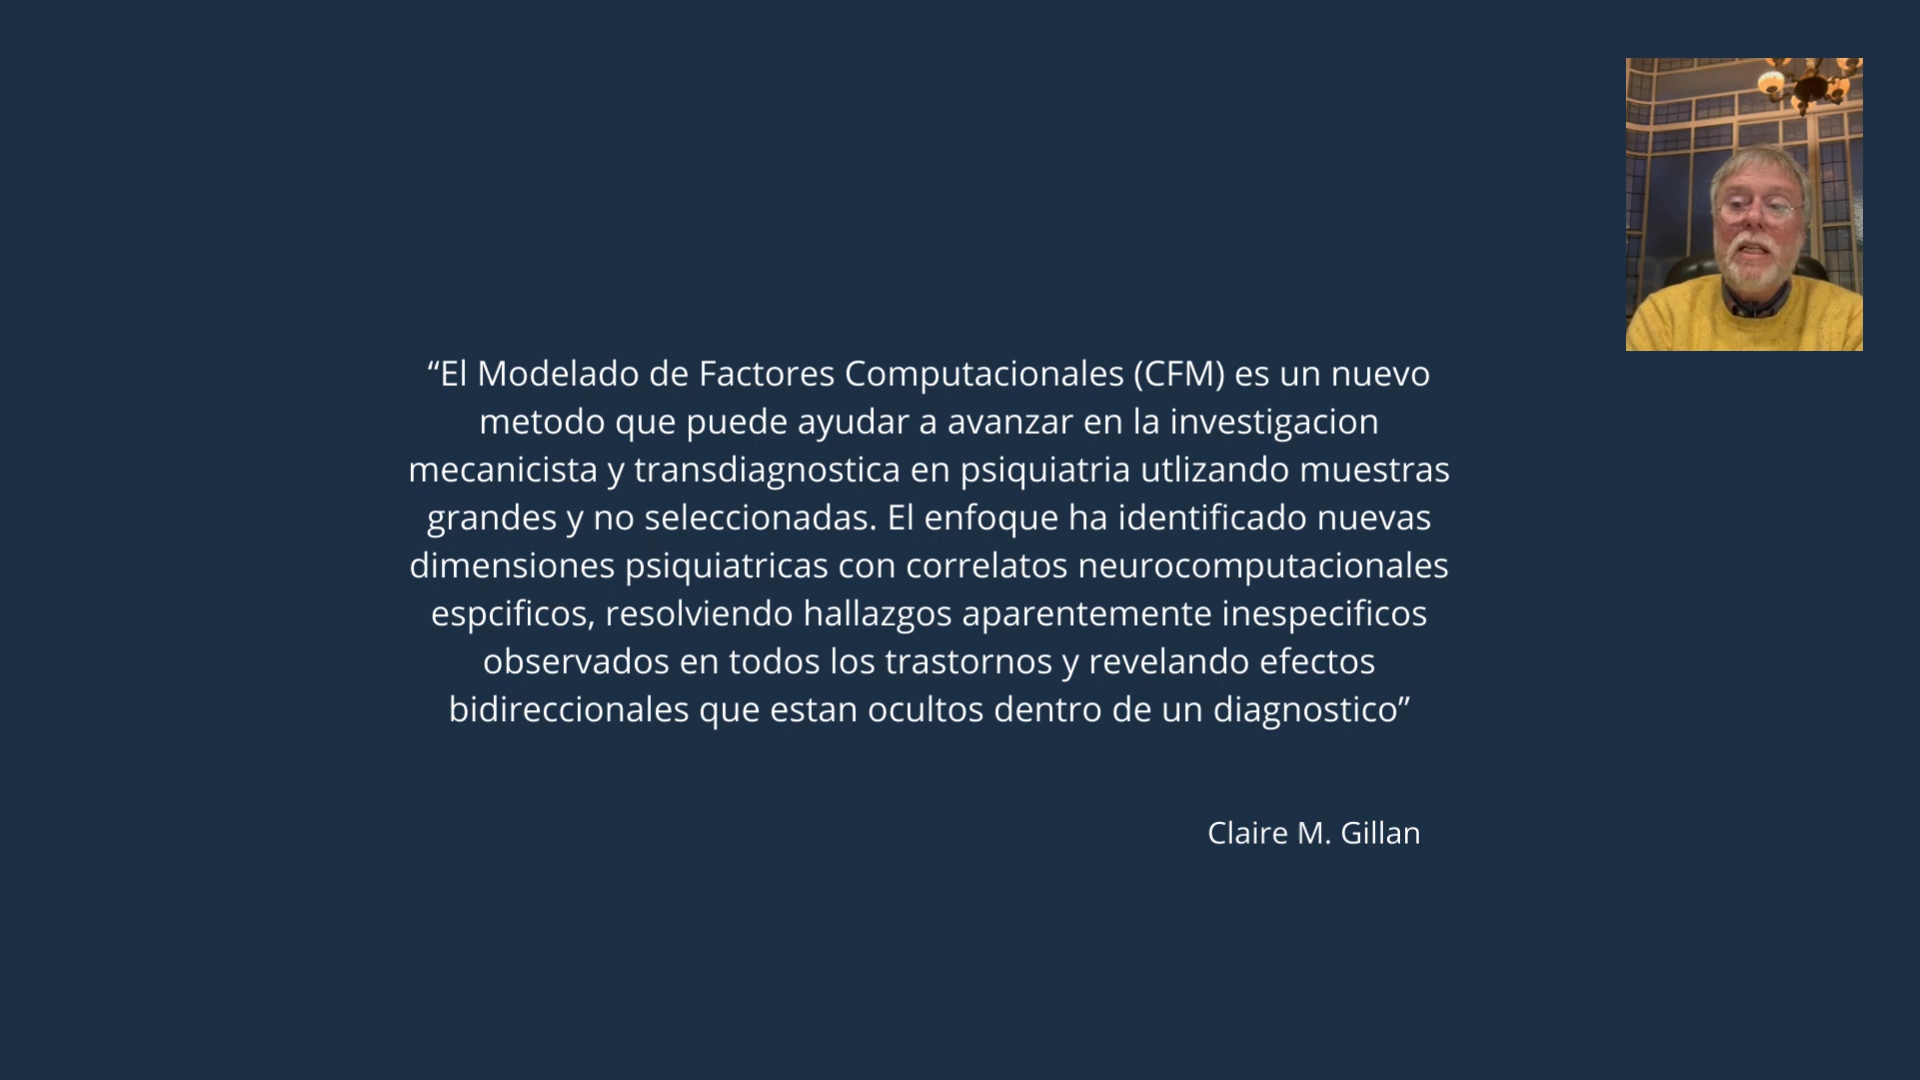 “El Modelado de Factores Computacionales (CFM) es un nuevo
metodo que puede ayudar a avanzar en la investigacion
mecanicista y transdiagnostica en psiquiatria utlizando muestras
grandes y no seleccionadas. El enfoque ha identificado nuevas
dimensiones psiquiatricas con correlatos neurocomputacionales
espcificos, resolviendo hallazgos aparentemente inespecificos
observados en todos los trastornos y revelando efectos
bidireccionales que estan ocultos dentro de un diagnostico”
Claire M. Gillan